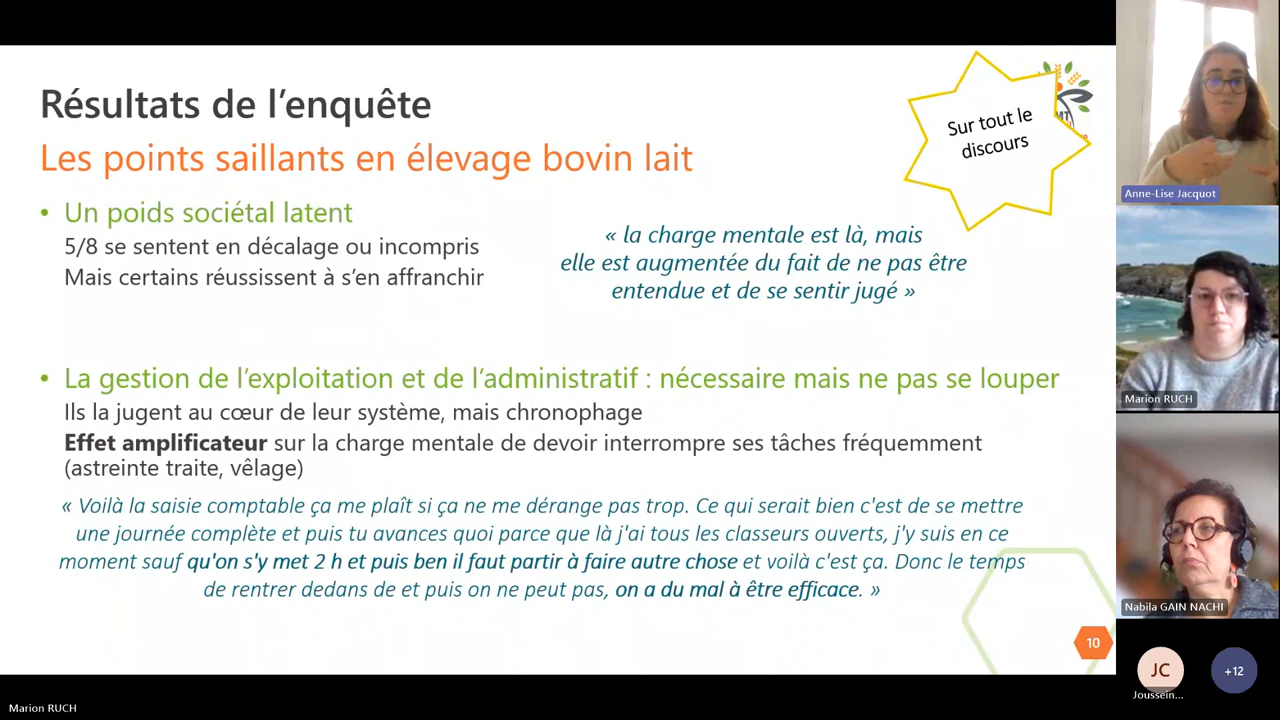 Résultats de l'enquête
Les points saillants en élevage bovin lait
Sur tout le
discours
MT
• Un poids sociétal latent
5/8 se sentent en décalage ou incompris
Mais certains réussissent à s'en affranchir
« la charge mentale est là, mais
elle est augmentée du fait de ne pas être
entendue et de se sentir jugé »
• La gestion de l'exploitation et de l'administratif : nécessaire mais ne pas se louper
Ils la jugent au cœur de leur système, mais chronophage
Effet amplificateur sur la charge mentale de devoir interrompre ses tâches fréquemment
(astreinte traite, vêlage)
« Voilà la saisie comptable ça me plaît si ça ne me dérange pas trop. Ce qui serait bien c'est de se mettre
une journée complète et puis tu avances quoi parce que là j'ai tous les classeurs ouverts, j'y suis en ce
moment sauf qu'on s'y met 2 h et puis ben il faut partir à faire autre chose et voilà c'est ça. Donc le temps
de rentrer dedans de et puis on ne peut pas, on a du mal à être efficace. »
10
Anne-Lise Jacquot
Marion RUCH
Nabila GAIN NACHI
JC
Joussein...
+12
Marion RUCH